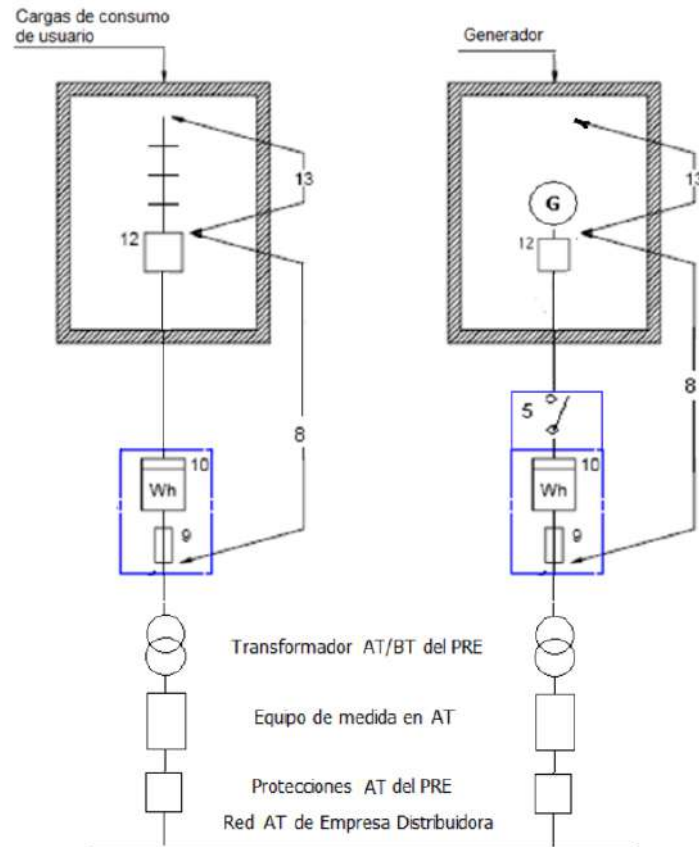 Cargas de consumo
de usuario
Generador
13
13
12
12
8
8
5
10
10
Wh
Wh
9
9
Transformador AT/BT del PRE
Equipo de medida en AT
Protecciones AT del PRE
Red AT de Empresa Distribuidora